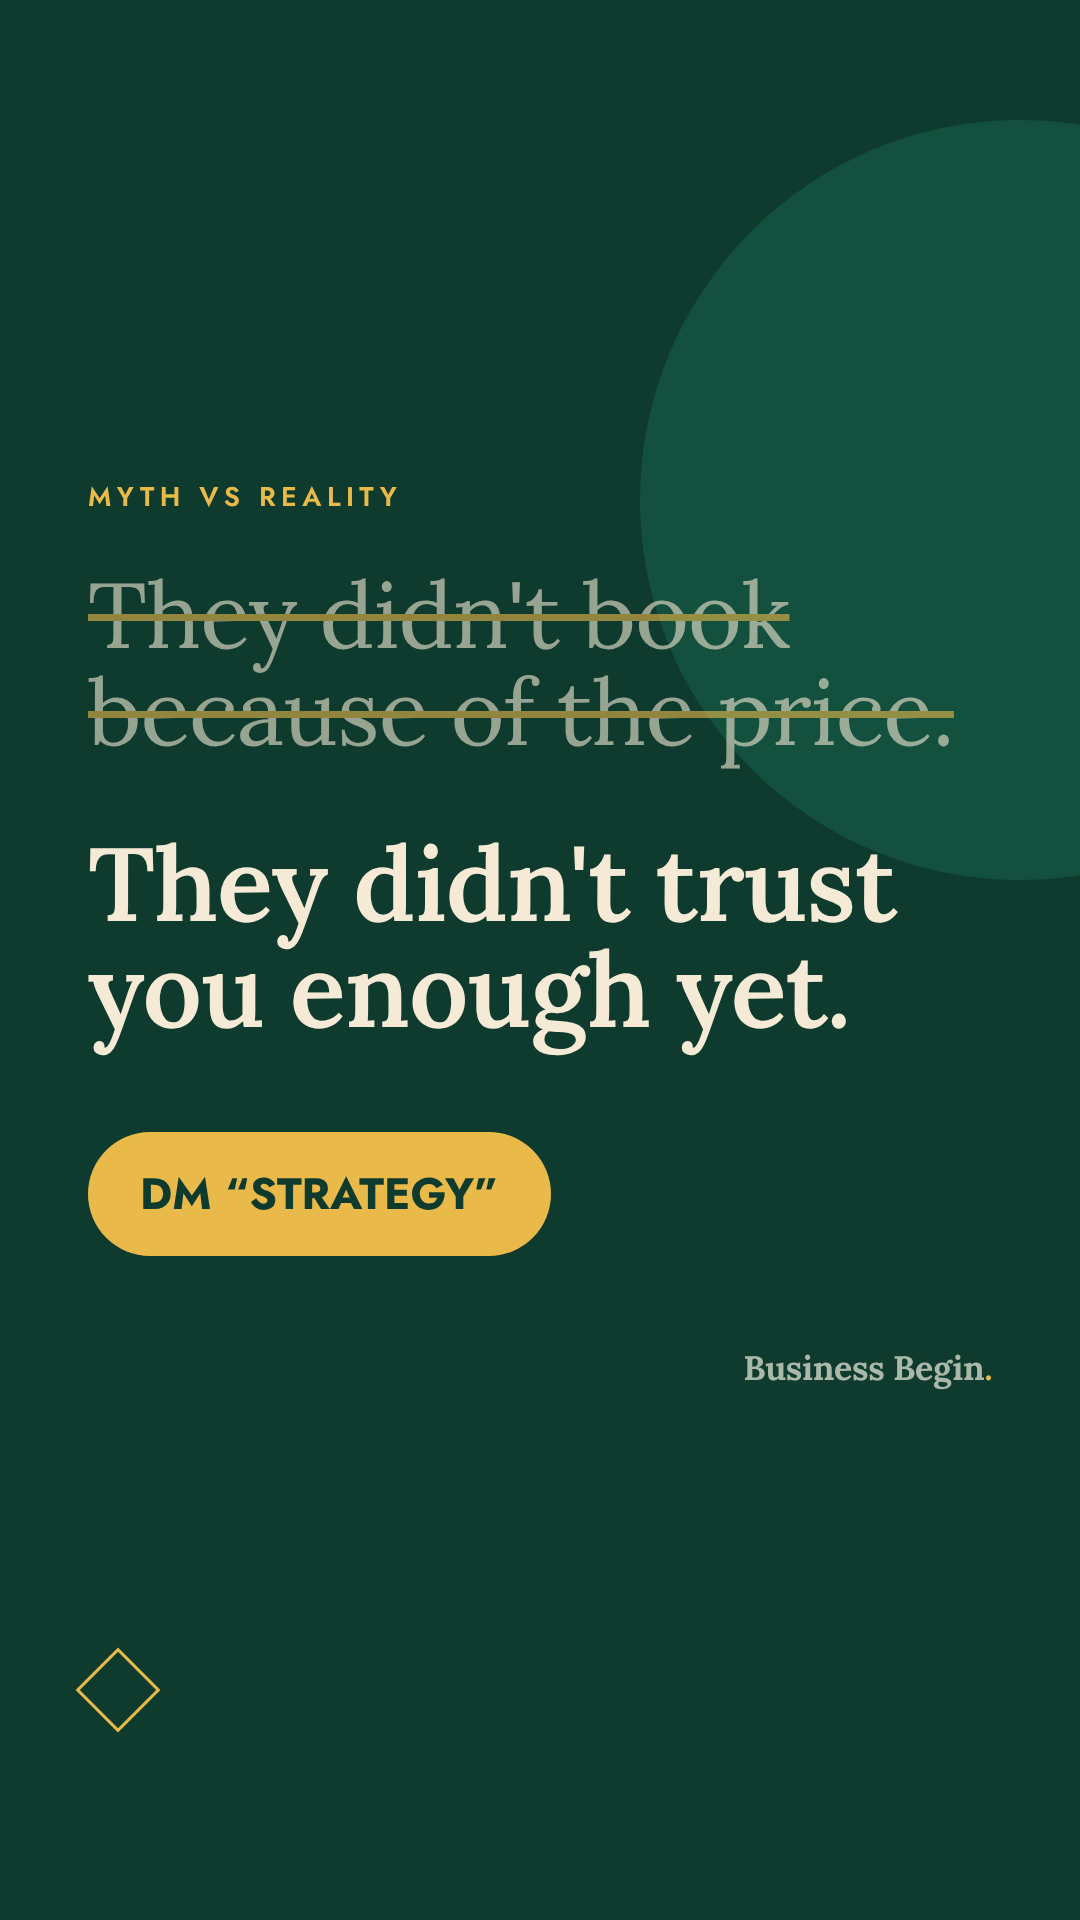 MYTH VS REALITY
They didn't book
because of the price.
They didn't trust
you enough yet.
DM “STRATEGY”
Business Begin.